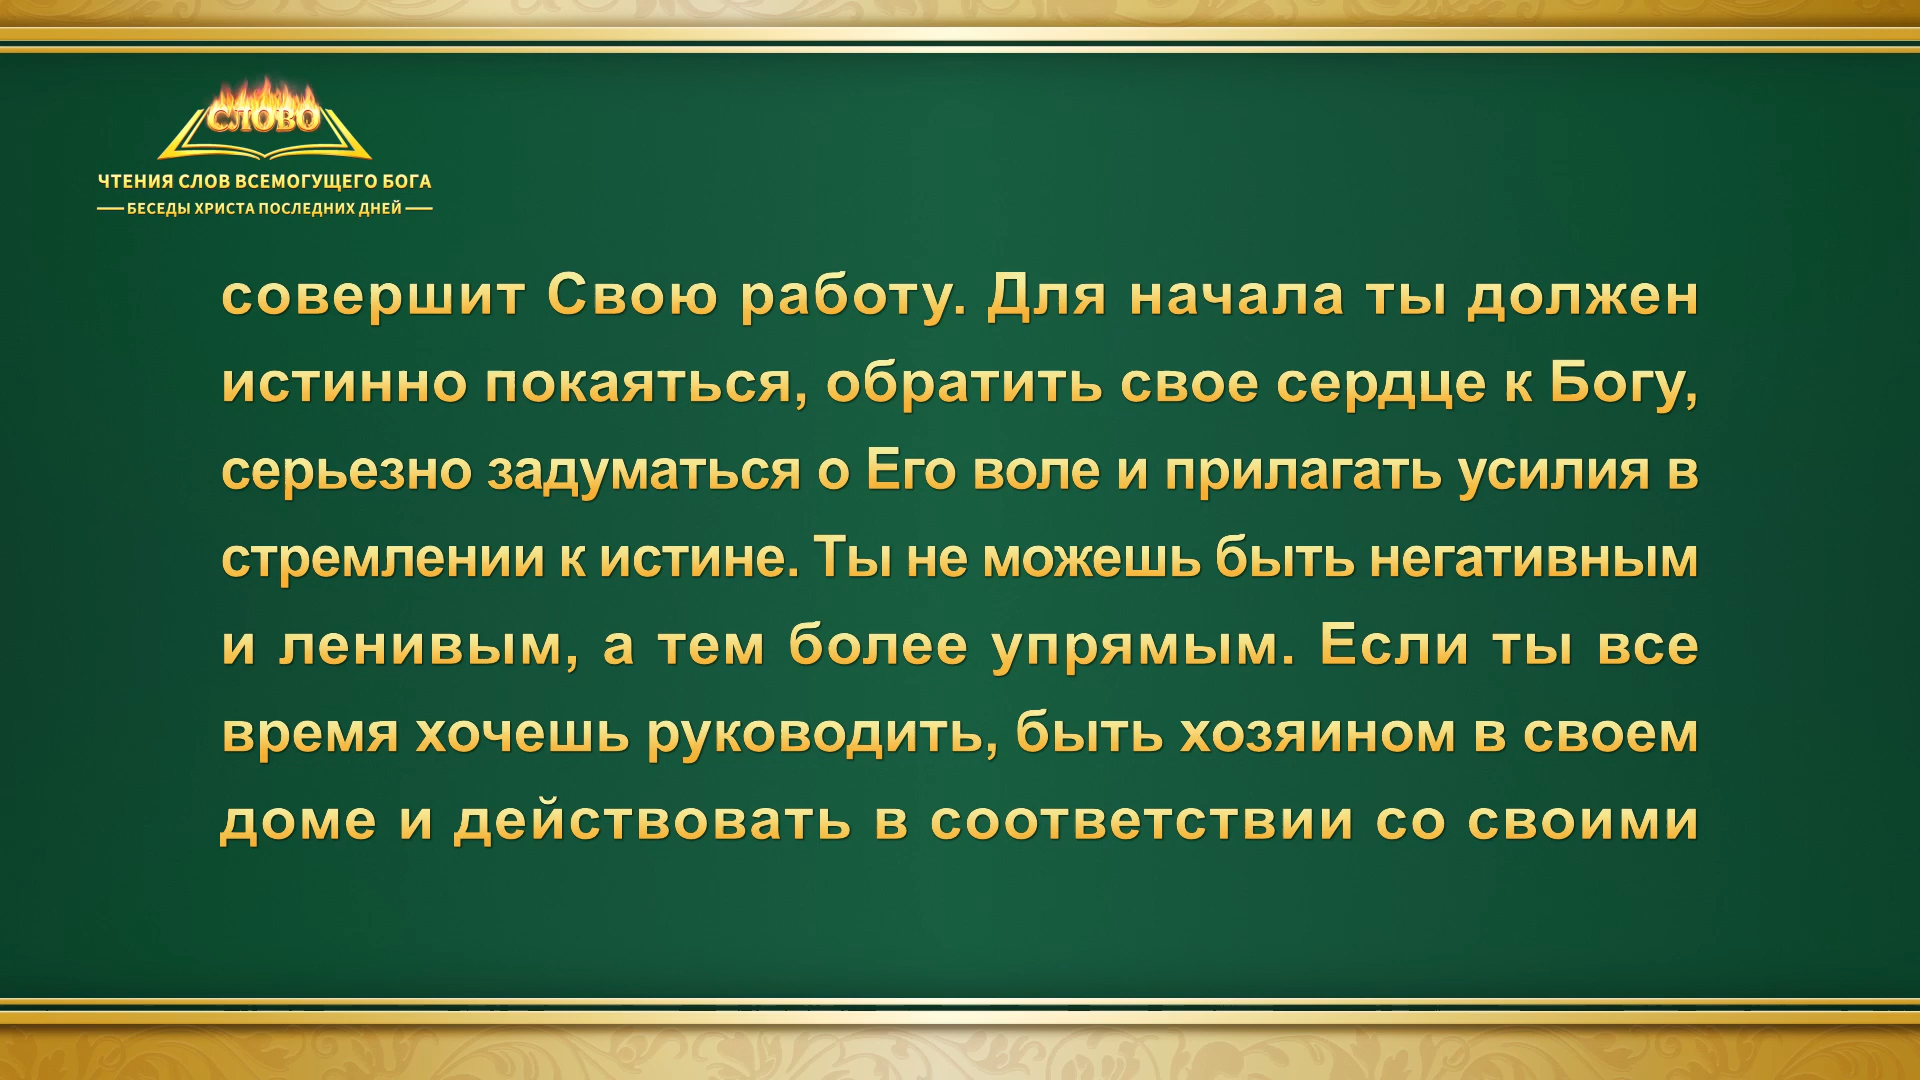 СЛОВО
ЧТЕНИЯ СЛОВ ВСЕМОГУЩЕГО БОГА
БЕСЕДЫ ХРИСТА ПОСЛЕДНИХ ДНЕЙ
совершит Свою работу. Для начала ты должен
истинно покаяться, обратить свое сердце к Богу,
серьезно задуматься о Его воле и прилагать усилия в
стремлении к истине. Ты не можешь быть негативным
и ленивым, а тем более упрямым. Если ты все
время хочешь руководить, быть хозяином в своем
доме и действовать в соответствии со своими